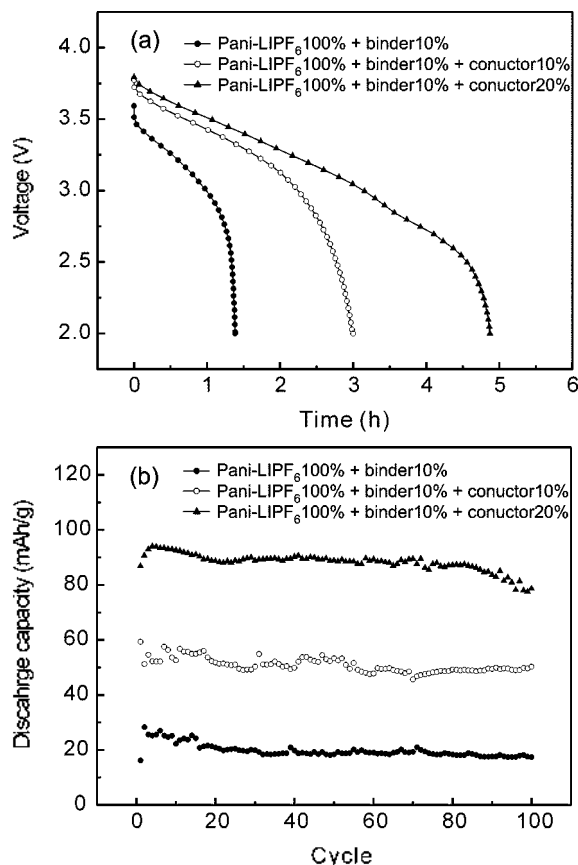 (a)
Pani-LIPF6100% + binder10%
Pani-LIPF6100% + binder10% + conuctor10%
Pani-LIPF6100% + binder10% + conuctor20%
4.0
3.5
3.0
2.5
2.0
Voltage (V)
0 1 2 3 4 5 6
Time (h)
(b)
Pani-LIPF6100% + binder10%
Pani-LIPF6100% + binder10% + conuctor10%
Pani-LIPF6100% + binder10% + conuctor20%
120
100
80
60
40
20
0
Discahrge capacity (mAh/g)
0 20 40 60 80 100
Cycle